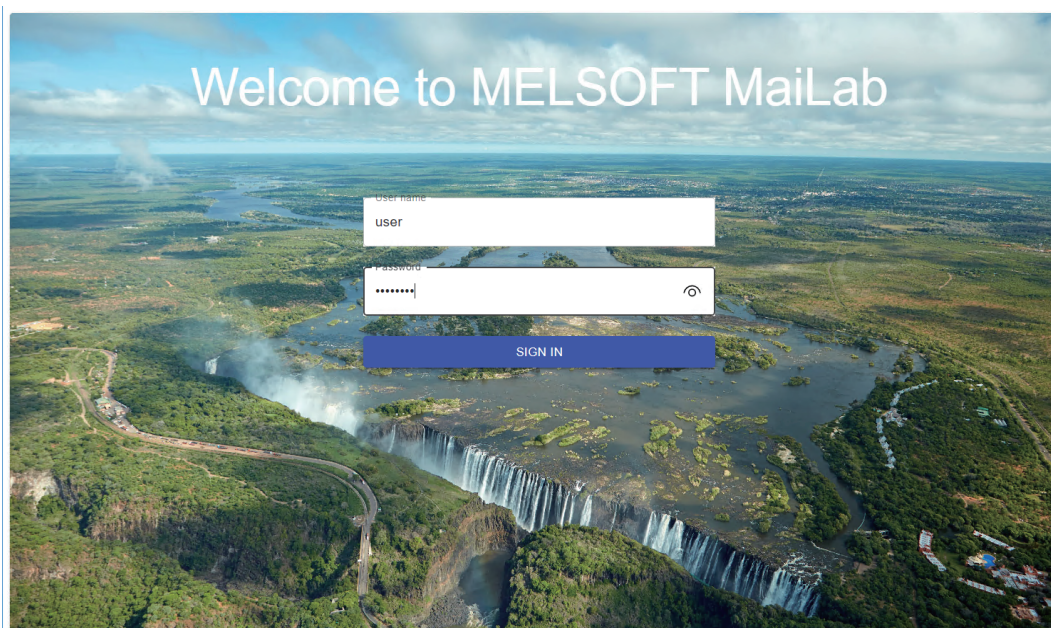 Welcome to MELSOFT MaiLab
User name
user
Password
••••••••
SIGN IN